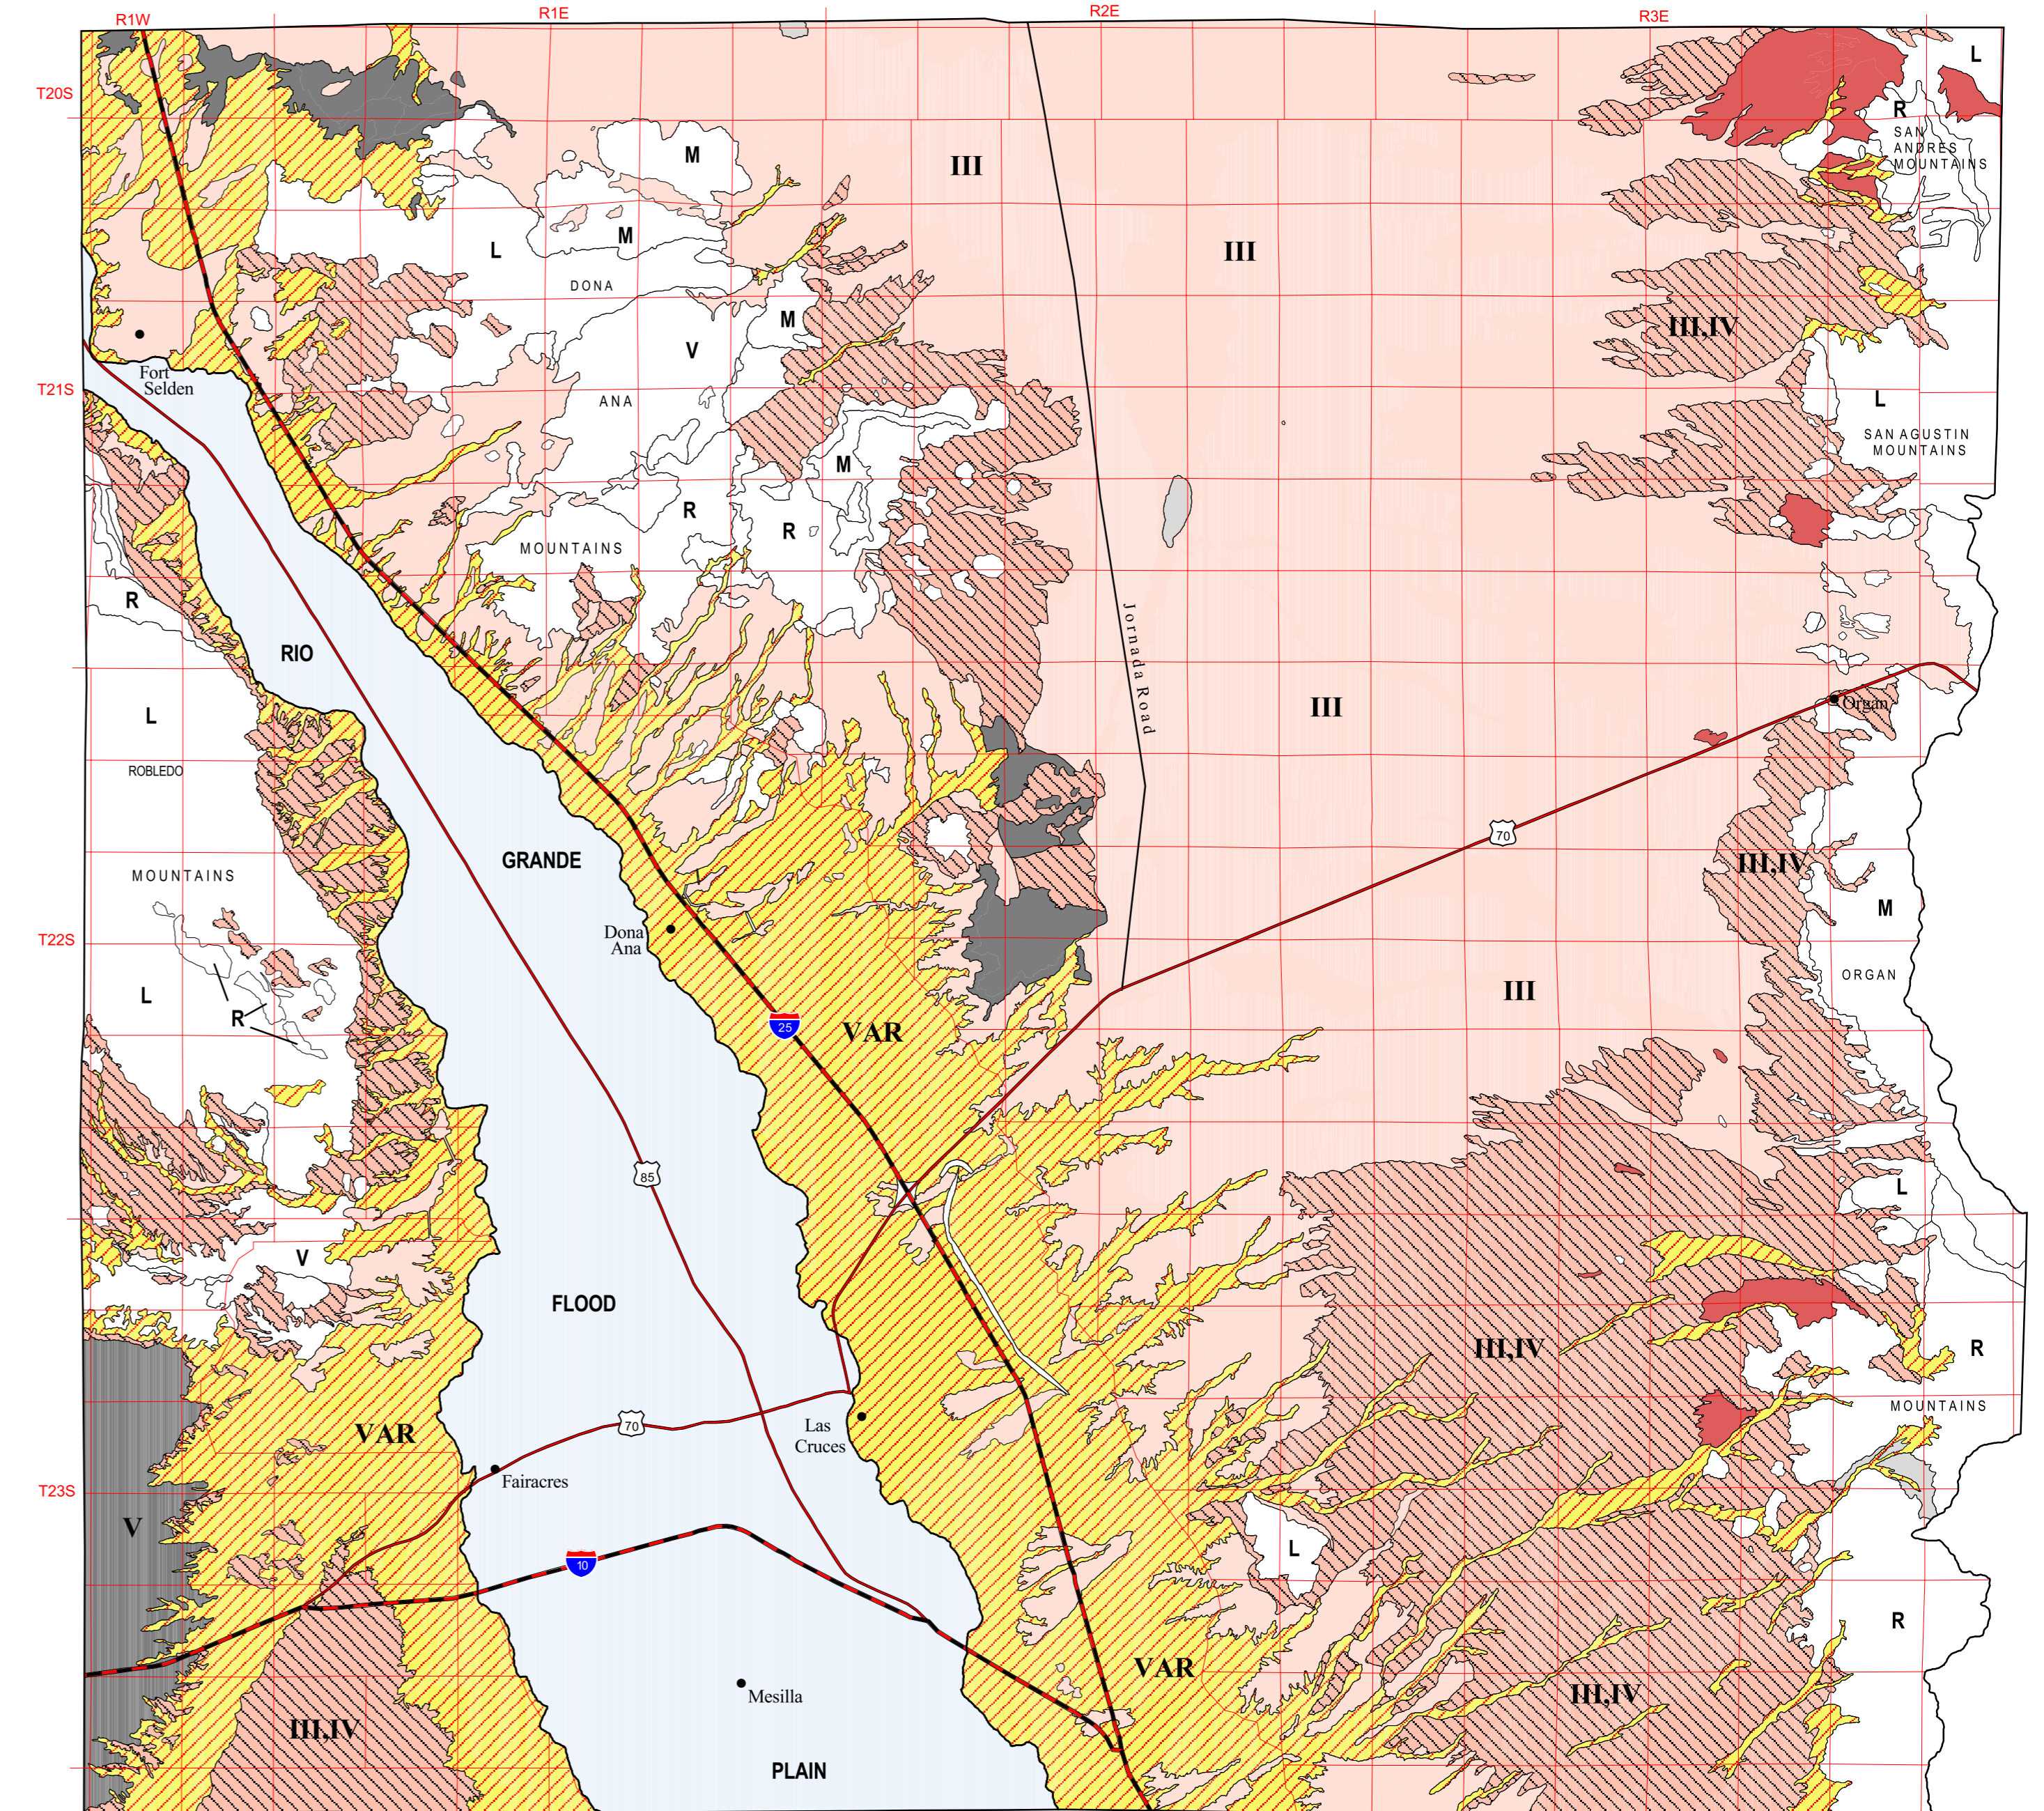 R1W
R1E
R2E
R3E
T20S
L
R
SAN
ANDRES
MOUNTAINS
M
III
M
L
III
DONA
M
III,IV
V
Fort
Selden
T21S
ANA
L
SAN AGUSTIN
MOUNTAINS
M
R
R
MOUNTAINS
R
Jornada Road
RIO
III
Organ
L
ROBLEDO
70
GRANDE
III,IV
MOUNTAINS
M
Dona
Ana
T22S
ORGAN
L
III
R
25
VAR
85
L
V
FLOOD
III,IV
R
MOUNTAINS
70
Las
Cruces
VAR
Fairacres
T23S
V
L
10
R
VAR
Mesilla
III,IV
III,IV
PLAIN